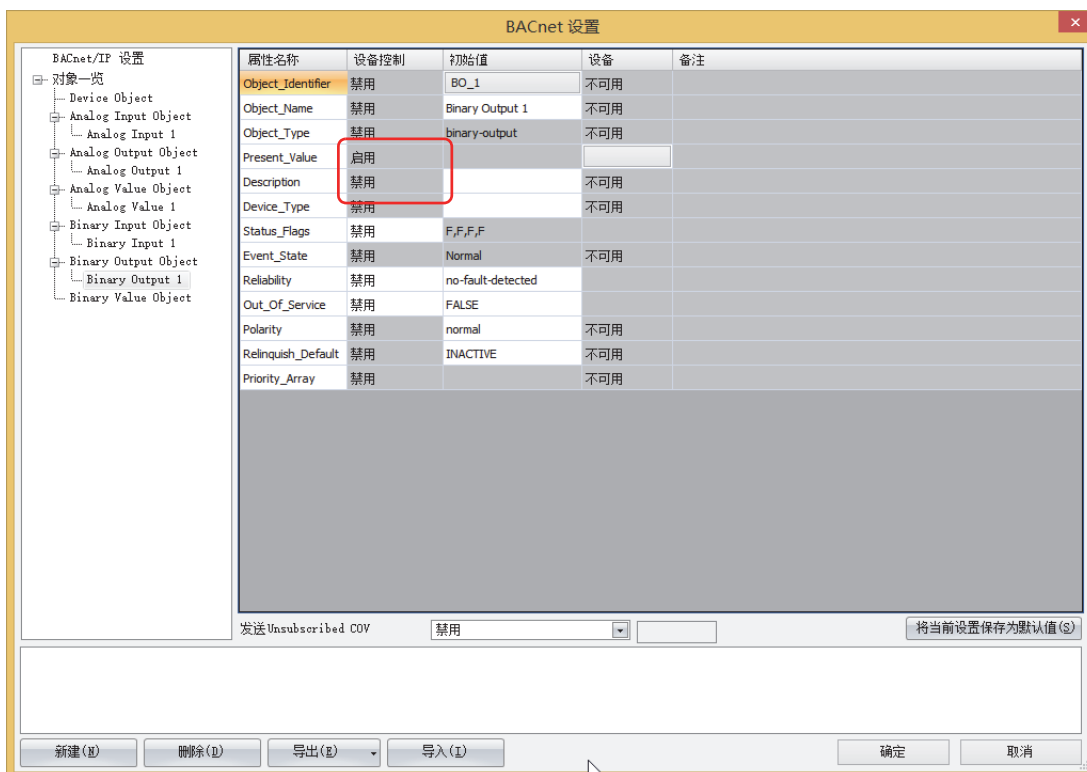 BACnet 设置
BACnet/IP 设置
对象一览
Device Object
Analog Input Object
Analog Input 1
Analog Output Object
Analog Output 1
Analog Value Object
Analog Value 1
Binary Input Object
Binary Input 1
Binary Output Object
Binary Output 1
Binary Value Object
属性名称 设备控制 初始值 设备 备注
Object_Identifier 禁用 BO_1 不可用
Object_Name 禁用 Binary Output 1 不可用
Object_Type 禁用 binary-output 不可用
Present_Value 启用
Description 禁用 不可用
Device_Type 禁用 不可用
Status_Flags 禁用 F,F,F,F
Event_State 禁用 Normal 不可用
Reliability 禁用 no-fault-detected
Out_Of_Service 禁用 FALSE
Polarity 禁用 normal 不可用
Relinquish_Default 禁用 INACTIVE 不可用
Priority_Array 禁用 不可用
发送Unsubscribed COV 禁用 将当前设置保存为默认值(S)
新建(N) 删除(D) 导出(E) 导入(I) 确定 取消